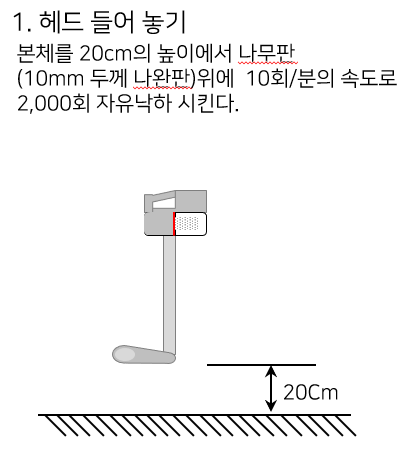 1. 헤드 들어 놓기
본체를 20cm의 높이에서 나무판
(10mm 두께 나완판)위에  10회/분의 속도로
2,000회 자유낙하 시킨다.
20Cm